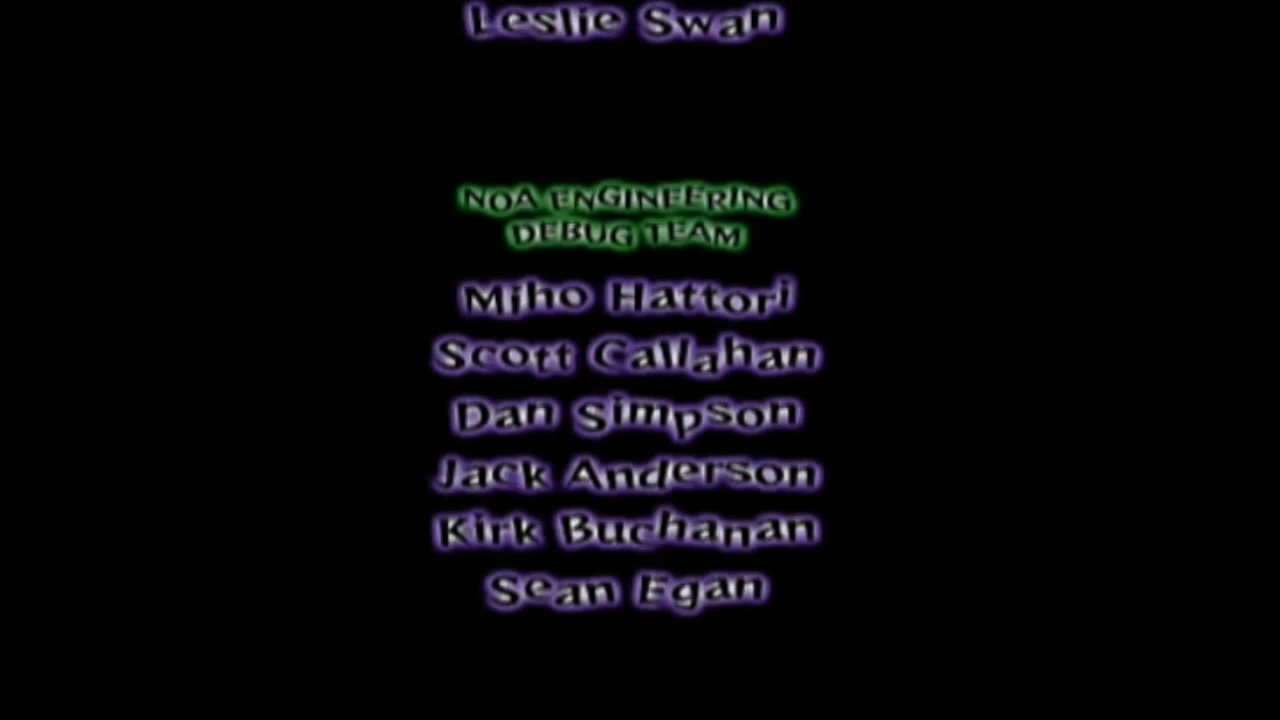 Leslie Swan
NOA ENGINEERING
DEBUG TEAM
Miho Hattori
Scott Callahan
Dan Simpson
Jack Anderson
Kirk Buchanan
Sean Egan